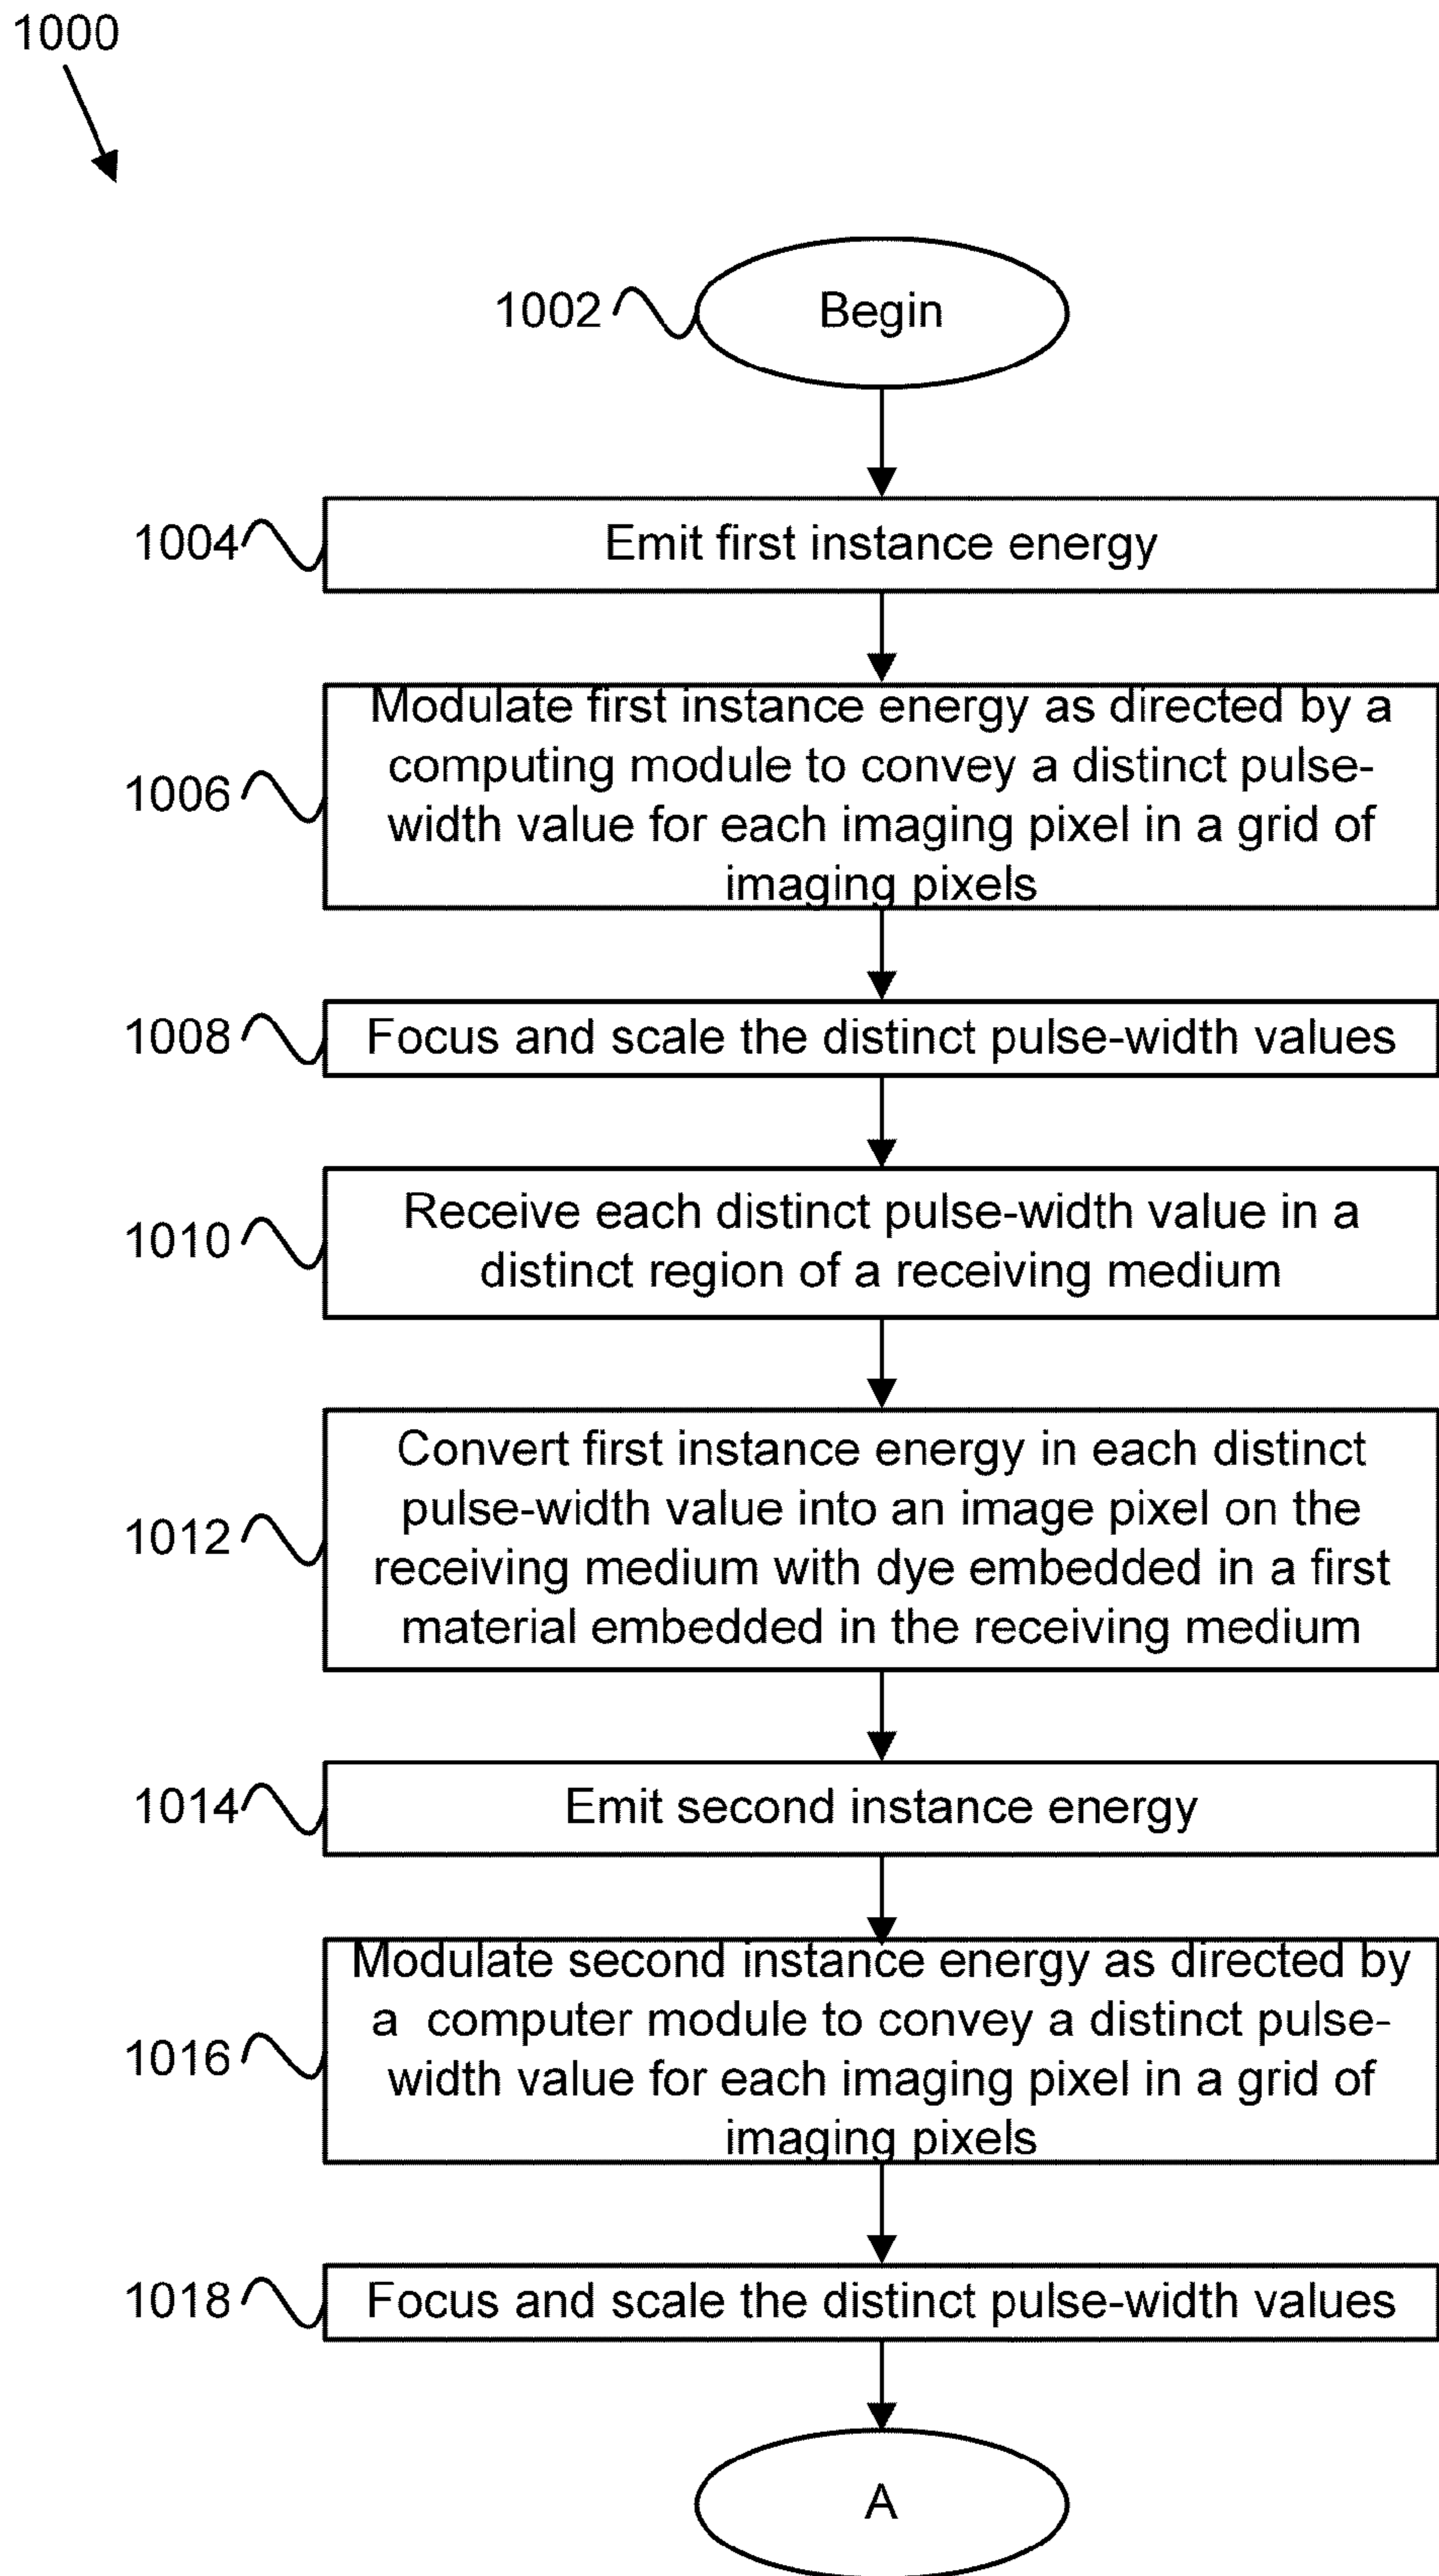 1000
1002
Begin
1004
Emit first instance energy
1006
Modulate first instance energy as directed by a
computing module to convey a distinct pulse-
width value for each imaging pixel in a grid of
imaging pixels
1008
Focus and scale the distinct pulse-width values
1010
Receive each distinct pulse-width value in a
distinct region of a receiving medium
1012
Convert first instance energy in each distinct
pulse-width value into an image pixel on the
receiving medium with dye embedded in a first
material embedded in the receiving medium
1014
Emit second instance energy
1016
Modulate second instance energy as directed by
a  computer module to convey a distinct pulse-
width value for each imaging pixel in a grid of
imaging pixels
1018
Focus and scale the distinct pulse-width values
A